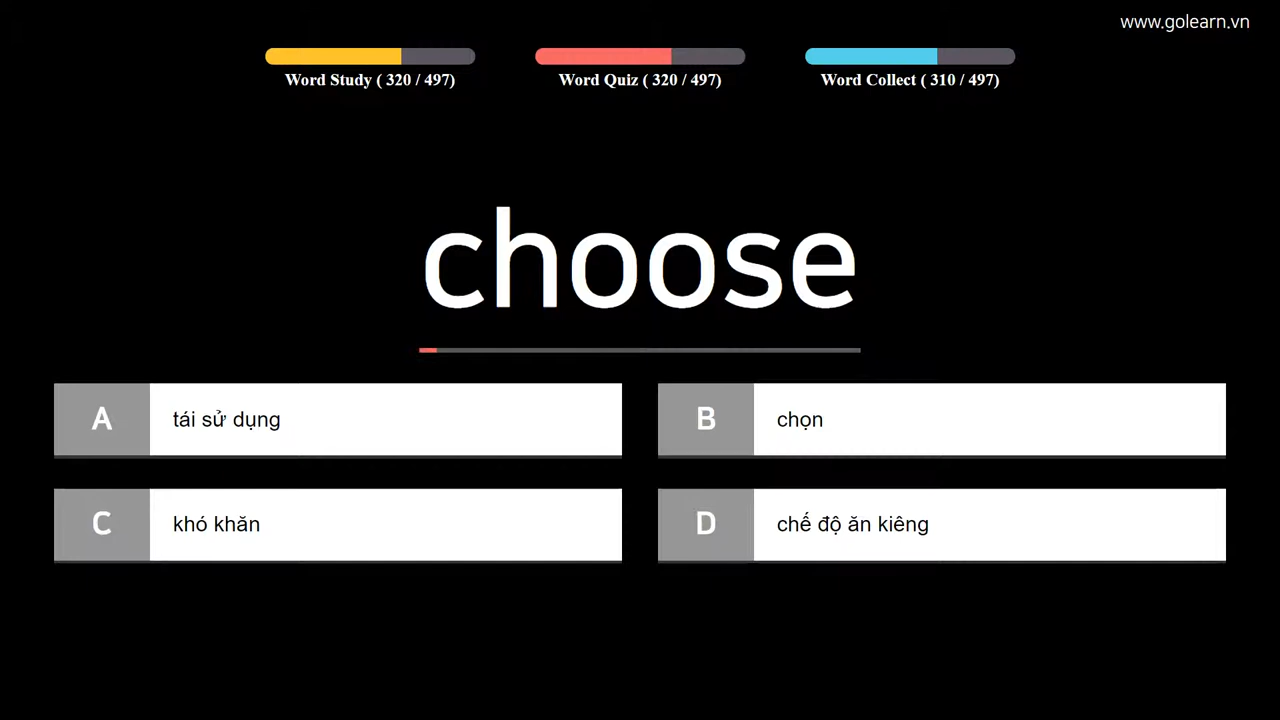 www.golearn.vn
Word Study ( 320 / 497)
Word Quiz ( 320 / 497)
Word Collect ( 310 / 497)
choose
A
tái sử dụng
B
chọn
C
khó khăn
D
chế độ ăn kiêng